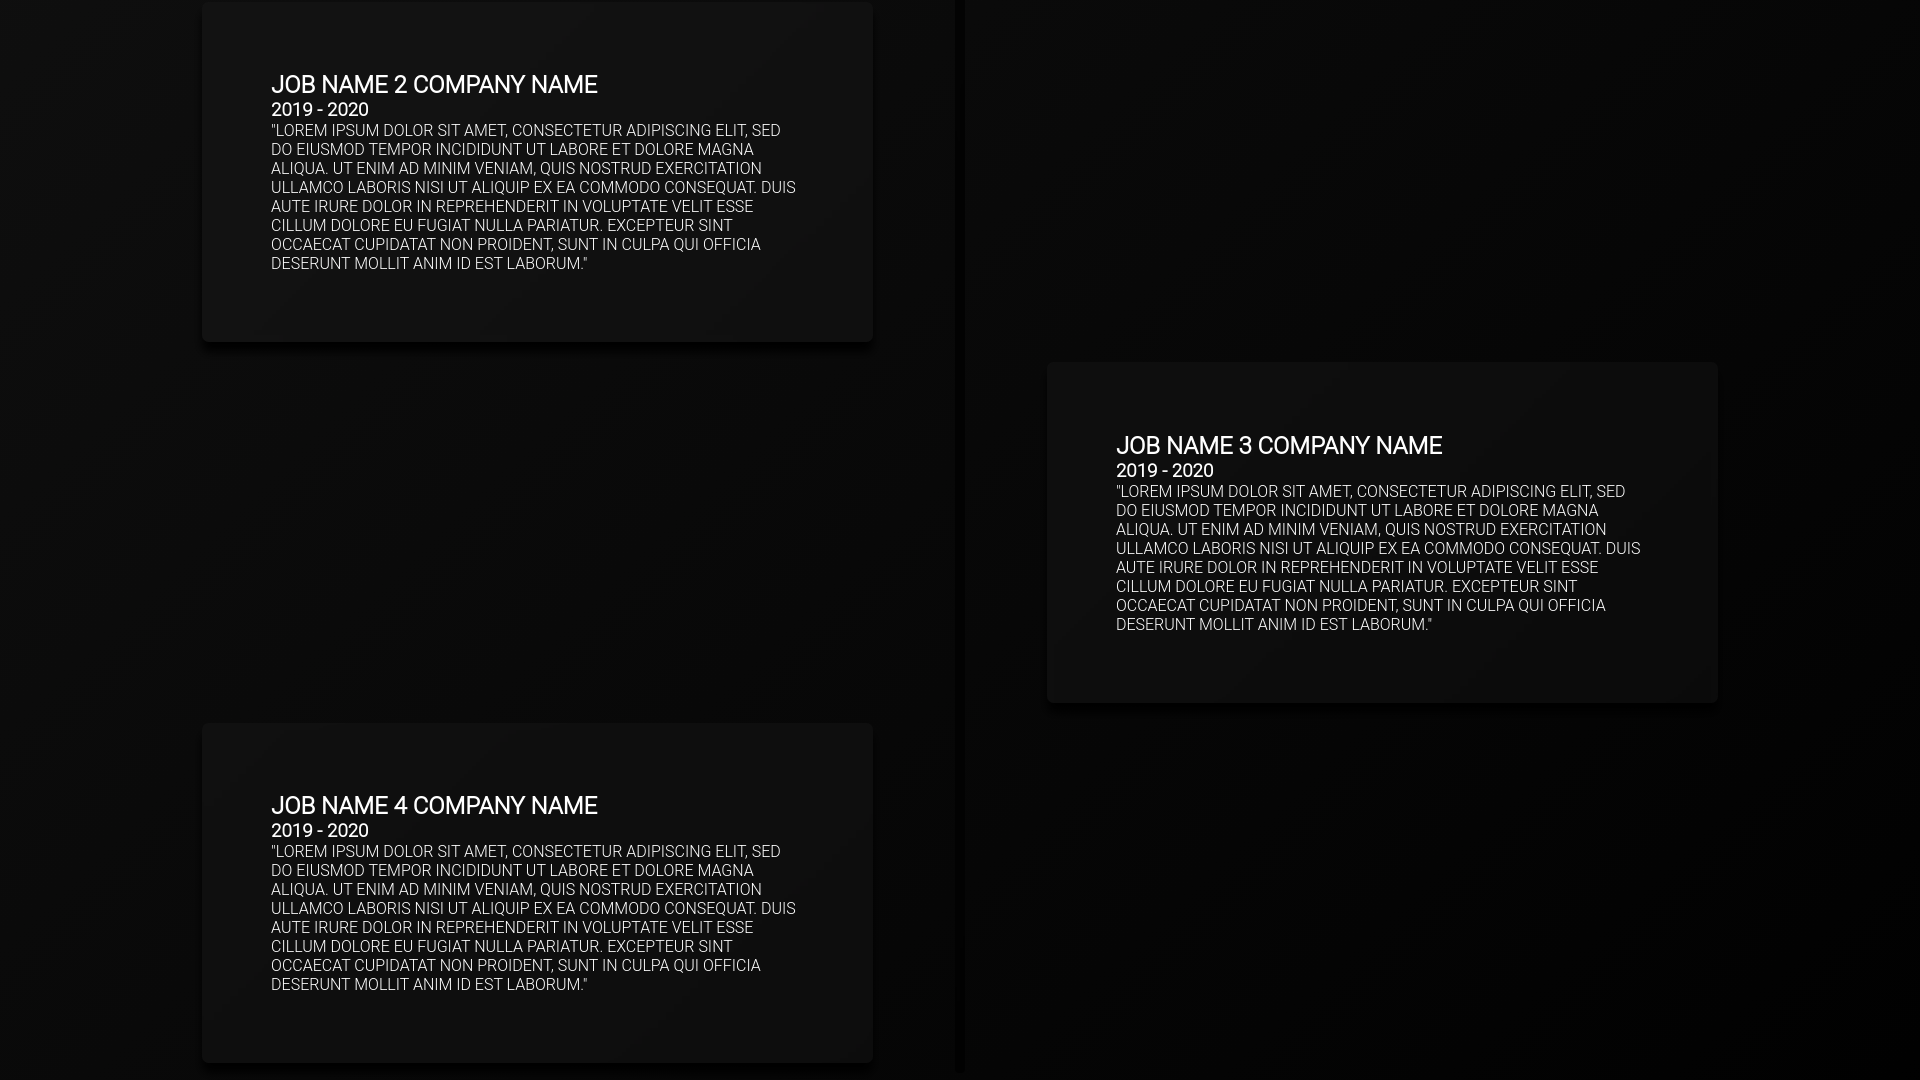 JOB NAME 2 COMPANY NAME
2019 - 2020
"LOREM IPSUM DOLOR SIT AMET, CONSECTETUR ADIPISCING ELIT, SED
DO EIUSMOD TEMPOR INCIDIDUNT UT LABORE ET DOLORE MAGNA
ALIQUA. UT ENIM AD MINIM VENIAM, QUIS NOSTRUD EXERCITATION
ULLAMCO LABORIS NISI UT ALIQUIP EX EA COMMODO CONSEQUAT. DUIS
AUTE IRURE DOLOR IN REPREHENDERIT IN VOLUPTATE VELIT ESSE
CILLUM DOLORE EU FUGIAT NULLA PARIATUR. EXCEPTEUR SINT
OCCAECAT CUPIDATAT NON PROIDENT, SUNT IN CULPA QUI OFFICIA
DESERUNT MOLLIT ANIM ID EST LABORUM."
JOB NAME 3 COMPANY NAME
2019 - 2020
"LOREM IPSUM DOLOR SIT AMET, CONSECTETUR ADIPISCING ELIT, SED
DO EIUSMOD TEMPOR INCIDIDUNT UT LABORE ET DOLORE MAGNA
ALIQUA. UT ENIM AD MINIM VENIAM, QUIS NOSTRUD EXERCITATION
ULLAMCO LABORIS NISI UT ALIQUIP EX EA COMMODO CONSEQUAT. DUIS
AUTE IRURE DOLOR IN REPREHENDERIT IN VOLUPTATE VELIT ESSE
CILLUM DOLORE EU FUGIAT NULLA PARIATUR. EXCEPTEUR SINT
OCCAECAT CUPIDATAT NON PROIDENT, SUNT IN CULPA QUI OFFICIA
DESERUNT MOLLIT ANIM ID EST LABORUM."
JOB NAME 4 COMPANY NAME
2019 - 2020
"LOREM IPSUM DOLOR SIT AMET, CONSECTETUR ADIPISCING ELIT, SED
DO EIUSMOD TEMPOR INCIDIDUNT UT LABORE ET DOLORE MAGNA
ALIQUA. UT ENIM AD MINIM VENIAM, QUIS NOSTRUD EXERCITATION
ULLAMCO LABORIS NISI UT ALIQUIP EX EA COMMODO CONSEQUAT. DUIS
AUTE IRURE DOLOR IN REPREHENDERIT IN VOLUPTATE VELIT ESSE
CILLUM DOLORE EU FUGIAT NULLA PARIATUR. EXCEPTEUR SINT
OCCAECAT CUPIDATAT NON PROIDENT, SUNT IN CULPA QUI OFFICIA
DESERUNT MOLLIT ANIM ID EST LABORUM."